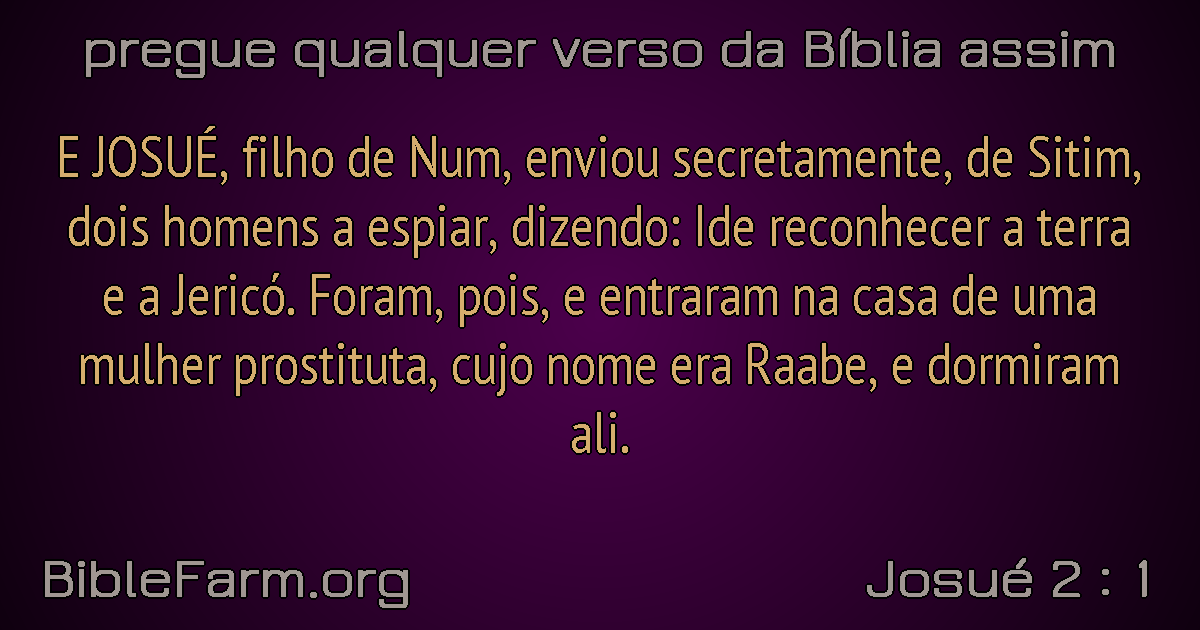 pregue qualquer verso da Bíblia assim
E JOSUÉ, filho de Num, enviou secretamente, de Sitim,
dois homens a espiar, dizendo: Ide reconhecer a terra
e a Jericó. Foram, pois, e entraram na casa de uma
mulher prostituta, cujo nome era Raabe, e dormiram
ali.
BibleFarm.org
Josué 2 : 1